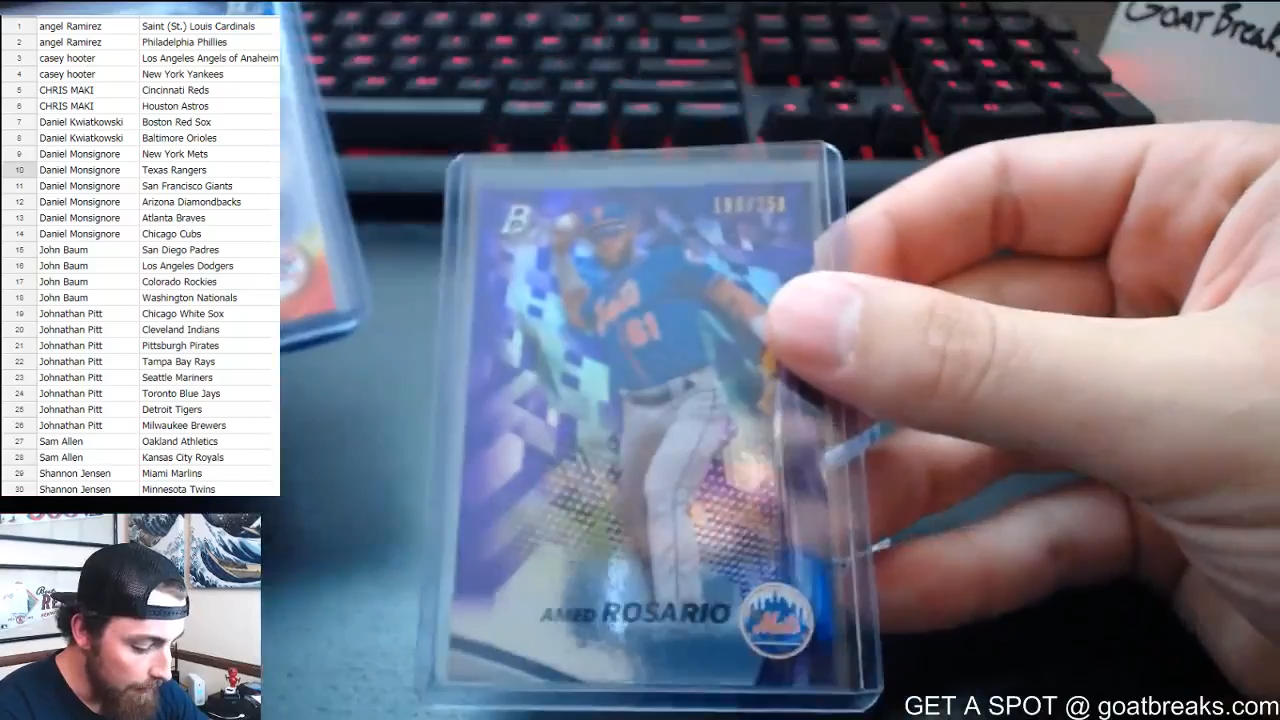 1 angel Ramirez Saint (St.) Louis Cardinals
2 angel Ramirez Philadelphia Phillies
3 casey hooter Los Angeles Angels of Anaheim
4 casey hooter New York Yankees
5 CHRIS MAKI Cincinnati Reds
6 CHRIS MAKI Houston Astros
7 Daniel Kwiatkowski Boston Red Sox
8 Daniel Kwiatkowski Baltimore Orioles
9 Daniel Monsignore New York Mets
10 Daniel Monsignore Texas Rangers
11 Daniel Monsignore San Francisco Giants
12 Daniel Monsignore Arizona Diamondbacks
13 Daniel Monsignore Atlanta Braves
14 Daniel Monsignore Chicago Cubs
15 John Baum San Diego Padres
16 John Baum Los Angeles Dodgers
17 John Baum Colorado Rockies
18 John Baum Washington Nationals
19 Johnathan Pitt Chicago White Sox
20 Johnathan Pitt Cleveland Indians
21 Johnathan Pitt Pittsburgh Pirates
22 Johnathan Pitt Tampa Bay Rays
23 Johnathan Pitt Seattle Mariners
24 Johnathan Pitt Toronto Blue Jays
25 Johnathan Pitt Detroit Tigers
26 Johnathan Pitt Milwaukee Brewers
27 Sam Allen Oakland Athletics
28 Sam Allen Kansas City Royals
29 Shannon Jensen Miami Marlins
30 Shannon Jensen Minnesota Twins
GOAT Break
B
61
AMED ROSARIO
Mets
GET A SPOT @ goatbreaks.com